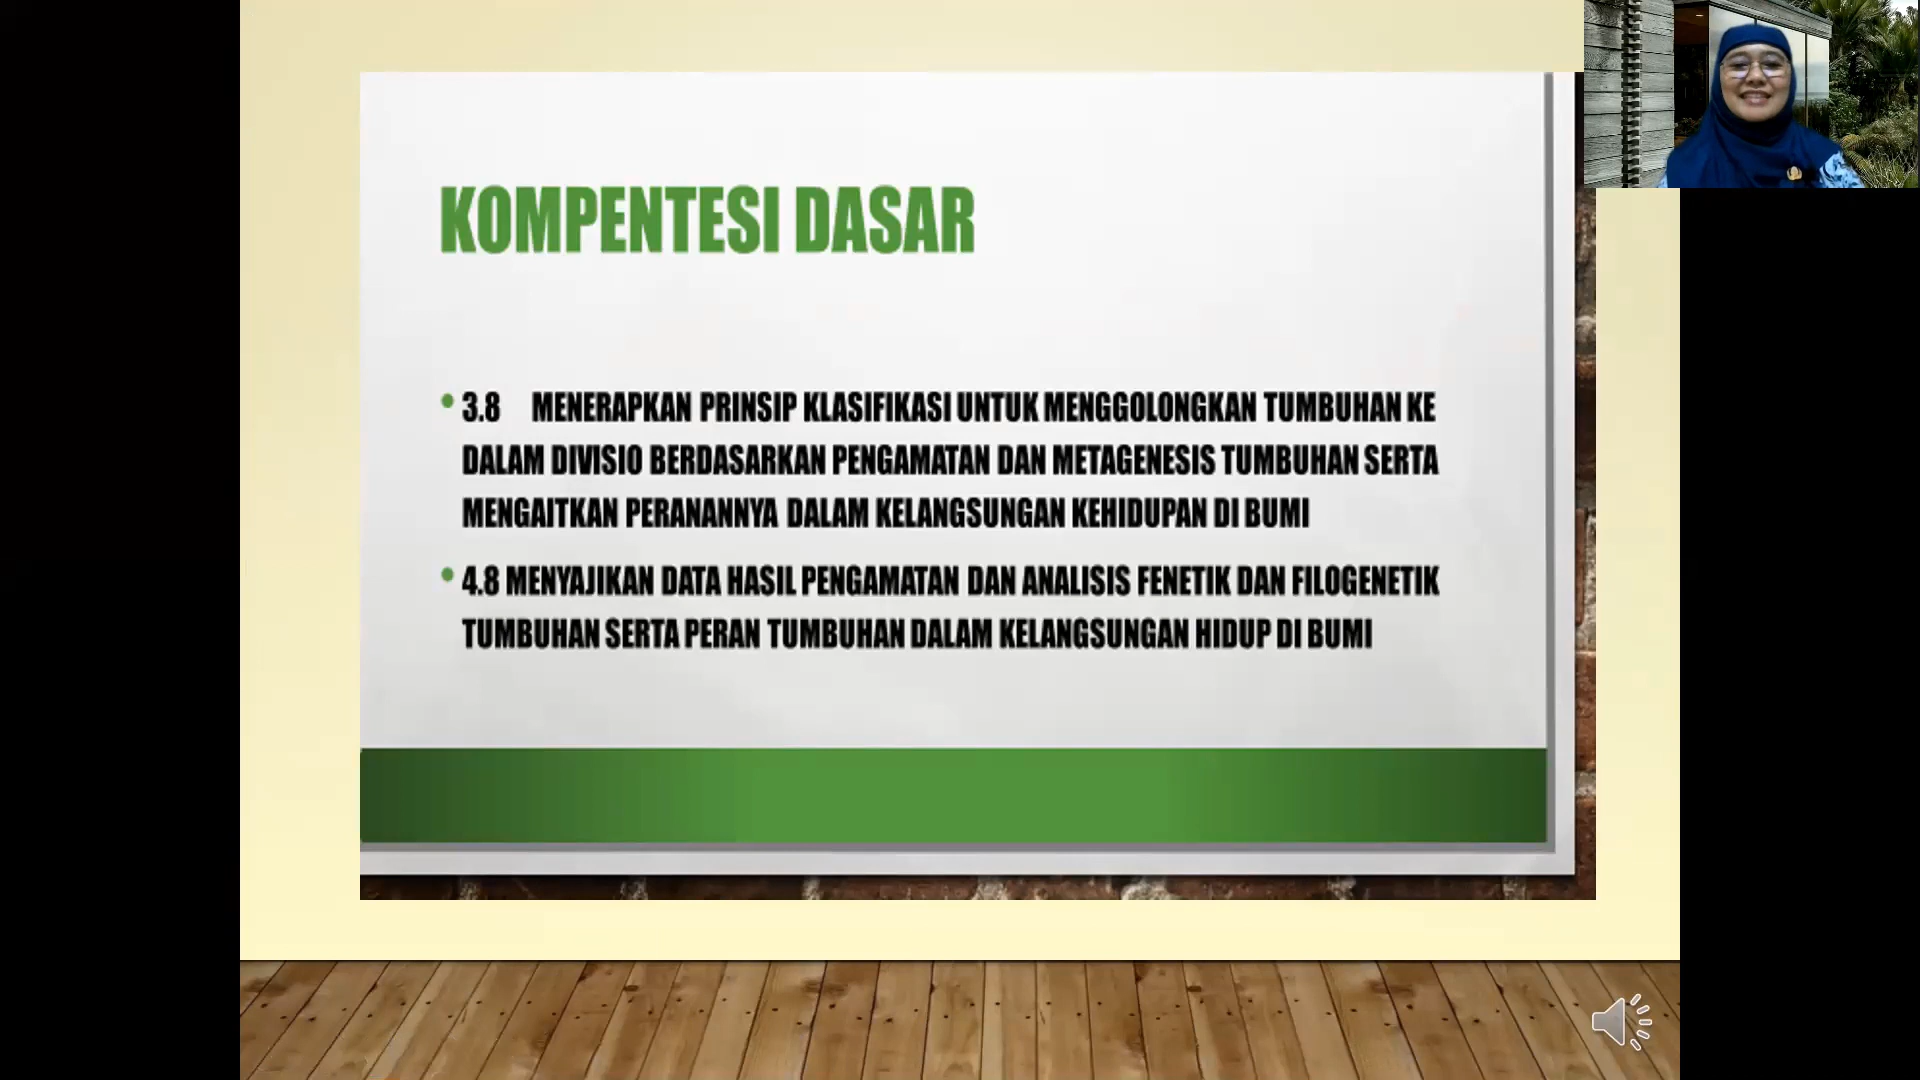 KOMPENTESI DASAR
• 3.8 MENERAPKAN PRINSIP KLASIFIKASI UNTUK MENGGOLONGKAN TUMBUHAN KE
DALAM DIVISIO BERDASARKAN PENGAMATAN DAN METAGENESIS TUMBUHAN SERTA
MENGAITKAN PERANANNYA DALAM KELANGSUNGAN KEHIDUPAN DI BUMI
• 4.8 MENYAJIKAN DATA HASIL PENGAMATAN DAN ANALISIS FENETIK DAN FILOGENETIK
TUMBUHAN SERTA PERAN TUMBUHAN DALAM KELANGSUNGAN HIDUP DI BUMI